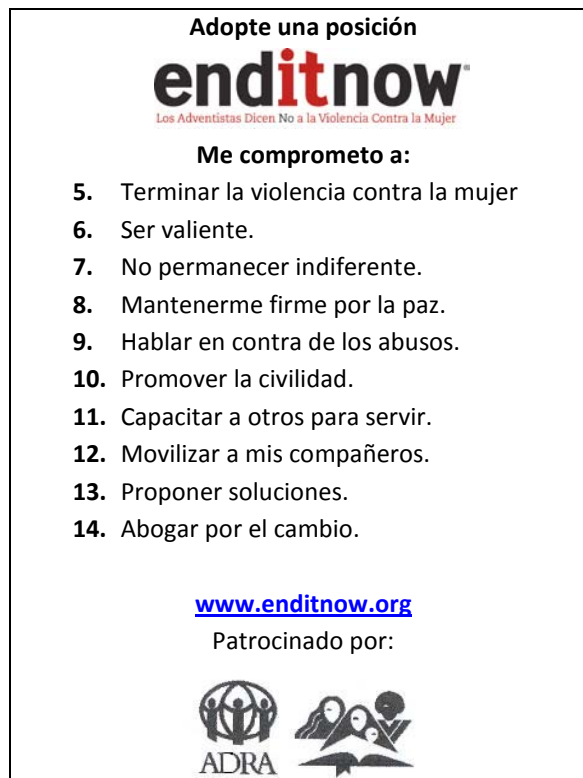 Adopte una posición
enditnow
Los Adventistas Dicen No a la Violencia Contra la Mujer
Me comprometo a:
5. Terminar la violencia contra la mujer
6. Ser valiente.
7. No permanecer indiferente.
8. Mantenerme firme por la paz.
9. Hablar en contra de los abusos.
10. Promover la civilidad.
11. Capacitar a otros para servir.
12. Movilizar a mis compañeros.
13. Proponer soluciones.
14. Abogar por el cambio.
www.enditnow.org
Patrocinado por:
ADRA